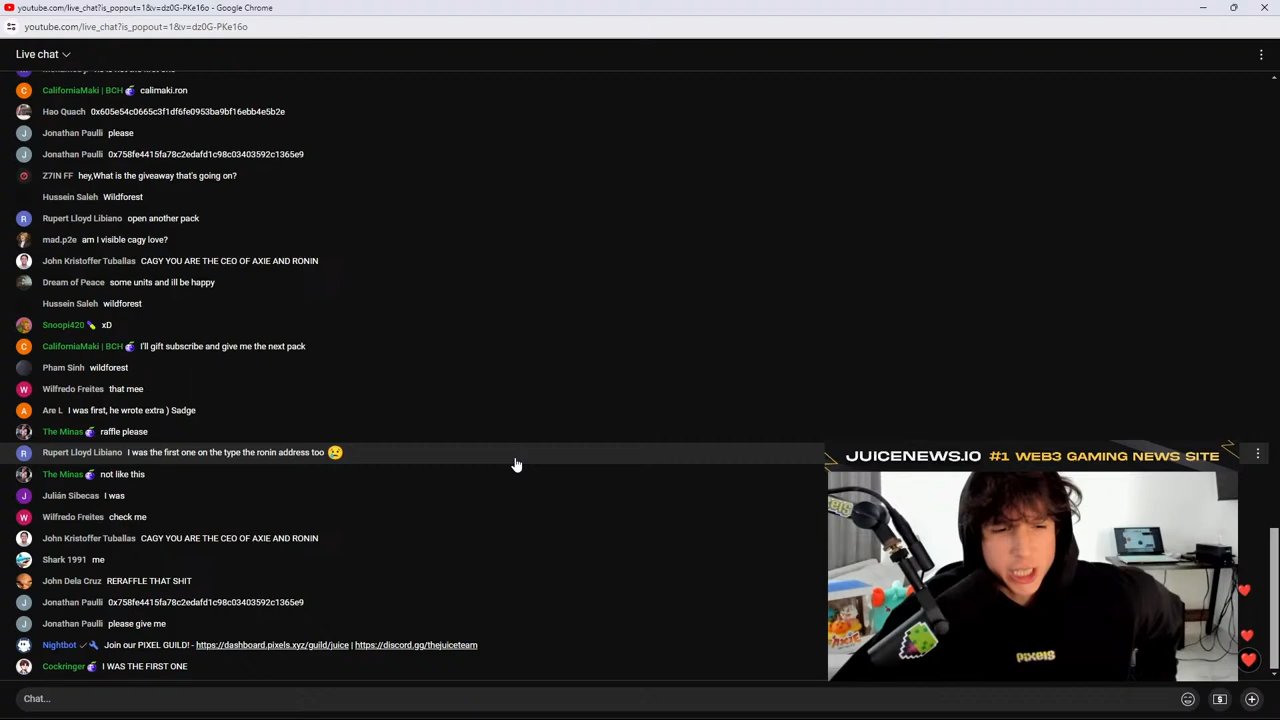 youtube.com/live_chat?is_popout=1&v=dz0G-PKe16o - Google Chrome
youtube.com/live_chat?is_popout=1&v=dz0G-PKe16o
Live chat
CaliforniaMaki | BCH calimaki.ron
Hao Quach 0x605e54c0665c3f1df6fe0953ba9bf16ebb4e5b2e
Jonathan Paulli please
Jonathan Paulli 0x758fe4415fa78c2edafd1c98c03403592c1365e9
Z7IN FF hey,What is the giveaway that's going on?
Hussein Saleh Wildforest
Rupert Lloyd Libiano open another pack
mad.p2e am I visible cagy love?
John Kristoffer Tuballas CAGY YOU ARE THE CEO OF AXIE AND RONIN
Dream of Peace some units and ill be happy
Hussein Saleh wildforest
Snoopi420 xD
CaliforniaMaki | BCH I'll gift subscribe and give me the next pack
Pham Sinh wildforest
Wilfredo Freites that mee
Are L I was first, he wrote extra ) Sadge
The Minas raffle please
Rupert Lloyd Libiano I was the first one on the type the ronin address too 😢
The Minas not like this
Julián Sibecas I was
Wilfredo Freites check me
John Kristoffer Tuballas CAGY YOU ARE THE CEO OF AXIE AND RONIN
Shark 1991 me
John Dela Cruz RERAFFLE THAT SHIT
Jonathan Paulli 0x758fe4415fa78c2edafd1c98c03403592c1365e9
Jonathan Paulli please give me
Nightbot Join our PIXEL GUILD! - https://dashboard.pixels.xyz/guild/juice | https://discord.gg/thejuiceteam
Cockringer I WAS THE FIRST ONE
Chat...
JUICENEWS.IO #1 WEB3 GAMING NEWS SITE
pixels